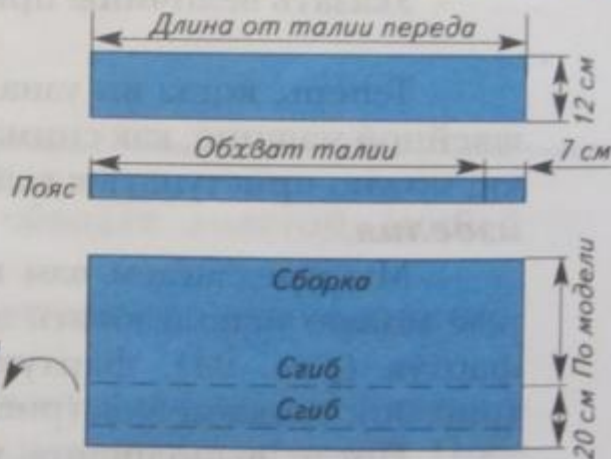 Длина от талии переда
12 см
Обхват талии
7 см
Пояс
Сборка
По модели
Сгиб
Сгиб
20 см